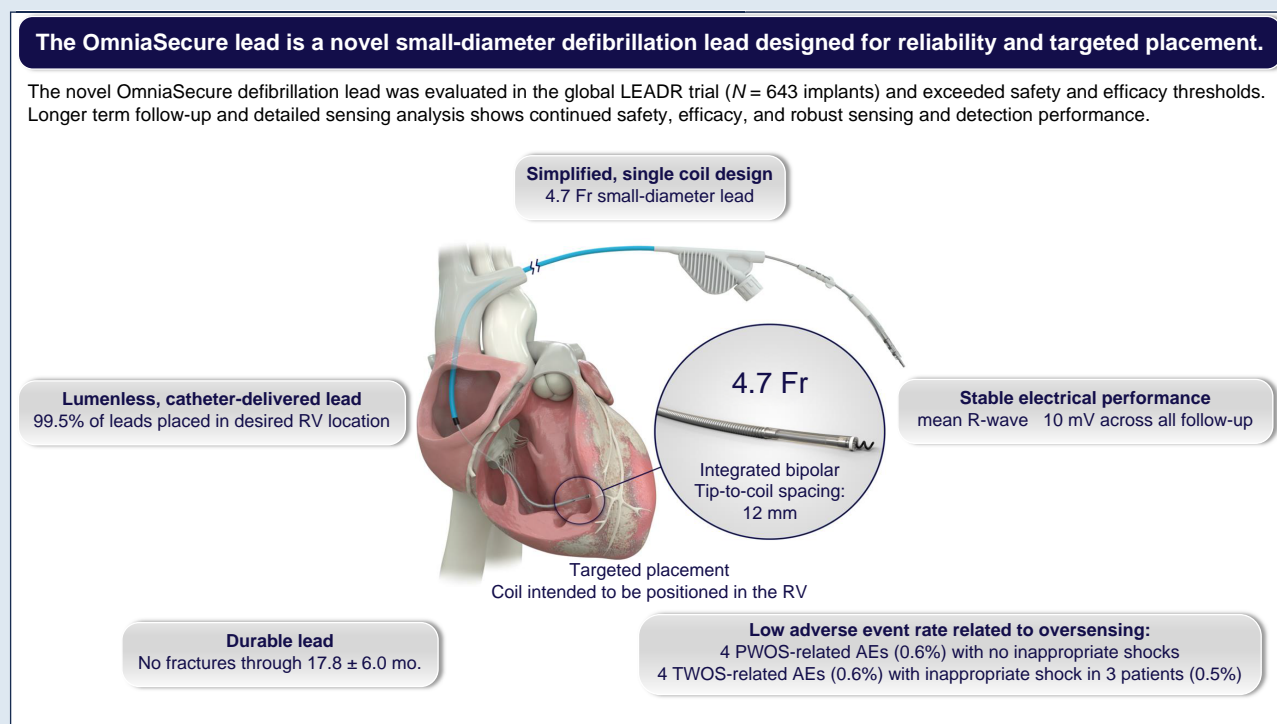 The OmniaSecure lead is a novel small-diameter defibrillation lead designed for reliability and targeted placement.
The novel OmniaSecure defibrillation lead was evaluated in the global LEADR trial (N = 643 implants) and exceeded safety and efficacy thresholds.
Longer term follow-up and detailed sensing analysis shows continued safety, efficacy, and robust sensing and detection performance.
Simplified, single coil design
4.7 Fr small-diameter lead
Lumenless, catheter-delivered lead
99.5% of leads placed in desired RV location
4.7 Fr
Integrated bipolar
Tip-to-coil spacing:
12 mm
Stable electrical performance
mean R-wave 10 mV across all follow-up
Targeted placement
Coil intended to be positioned in the RV
Durable lead
No fractures through 17.8 ± 6.0 mo.
Low adverse event rate related to oversensing:
4 PWOS-related AEs (0.6%) with no inappropriate shocks
4 TWOS-related AEs (0.6%) with inappropriate shock in 3 patients (0.5%)